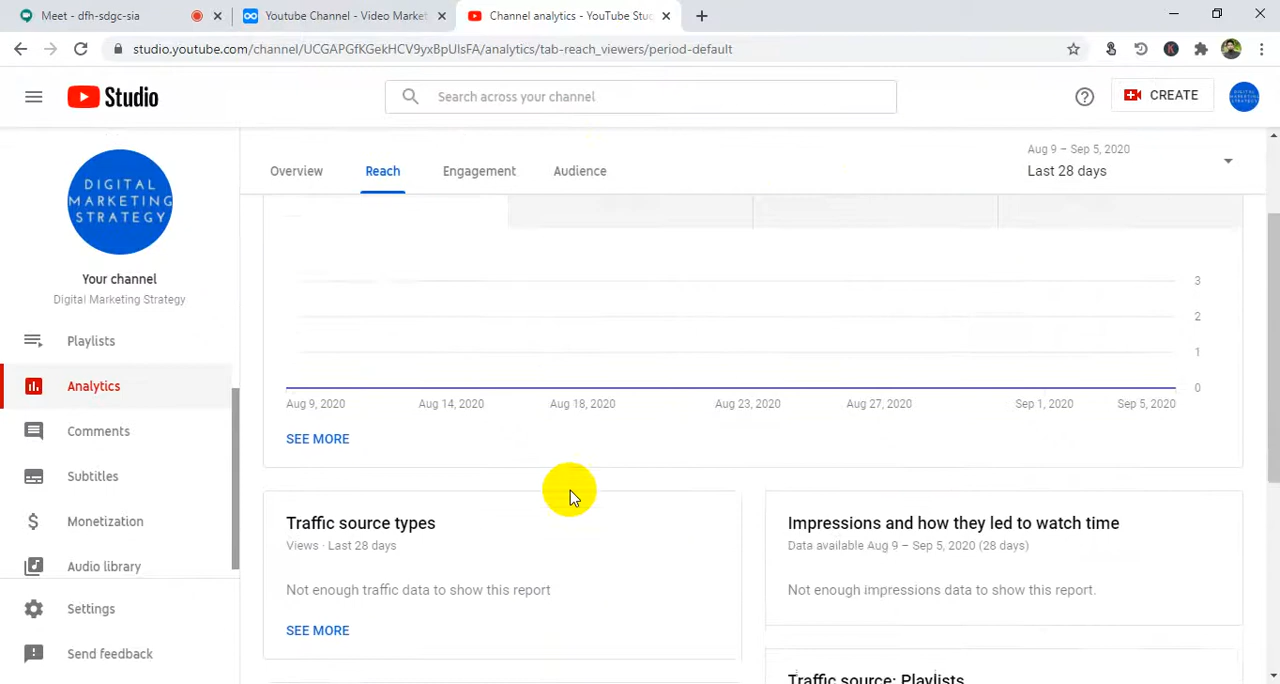 Meet - dfh-sdgc-sia
Youtube Channel - Video Market
Channel analytics - YouTube Stu
studio.youtube.com/channel/UCGAPGfKGekHCV9yxBpUIsFA/analytics/tab-reach_viewers/period-default
Studio
Search across your channel
CREATE
DIGITAL
MARKETING
STRATEGY
Your channel
Digital Marketing Strategy
Playlists
Analytics
Comments
Subtitles
Monetization
Audio library
Settings
Send feedback
Overview
Reach
Engagement
Audience
Aug 9 – Sep 5, 2020
Last 28 days
3
2
1
0
Aug 9, 2020
Aug 14, 2020
Aug 18, 2020
Aug 23, 2020
Aug 27, 2020
Sep 1, 2020
Sep 5, 2020
SEE MORE
Traffic source types
Views · Last 28 days
Not enough traffic data to show this report
SEE MORE
Impressions and how they led to watch time
Data available Aug 9 – Sep 5, 2020 (28 days)
Not enough impressions data to show this report.
Traffic source: Playlists